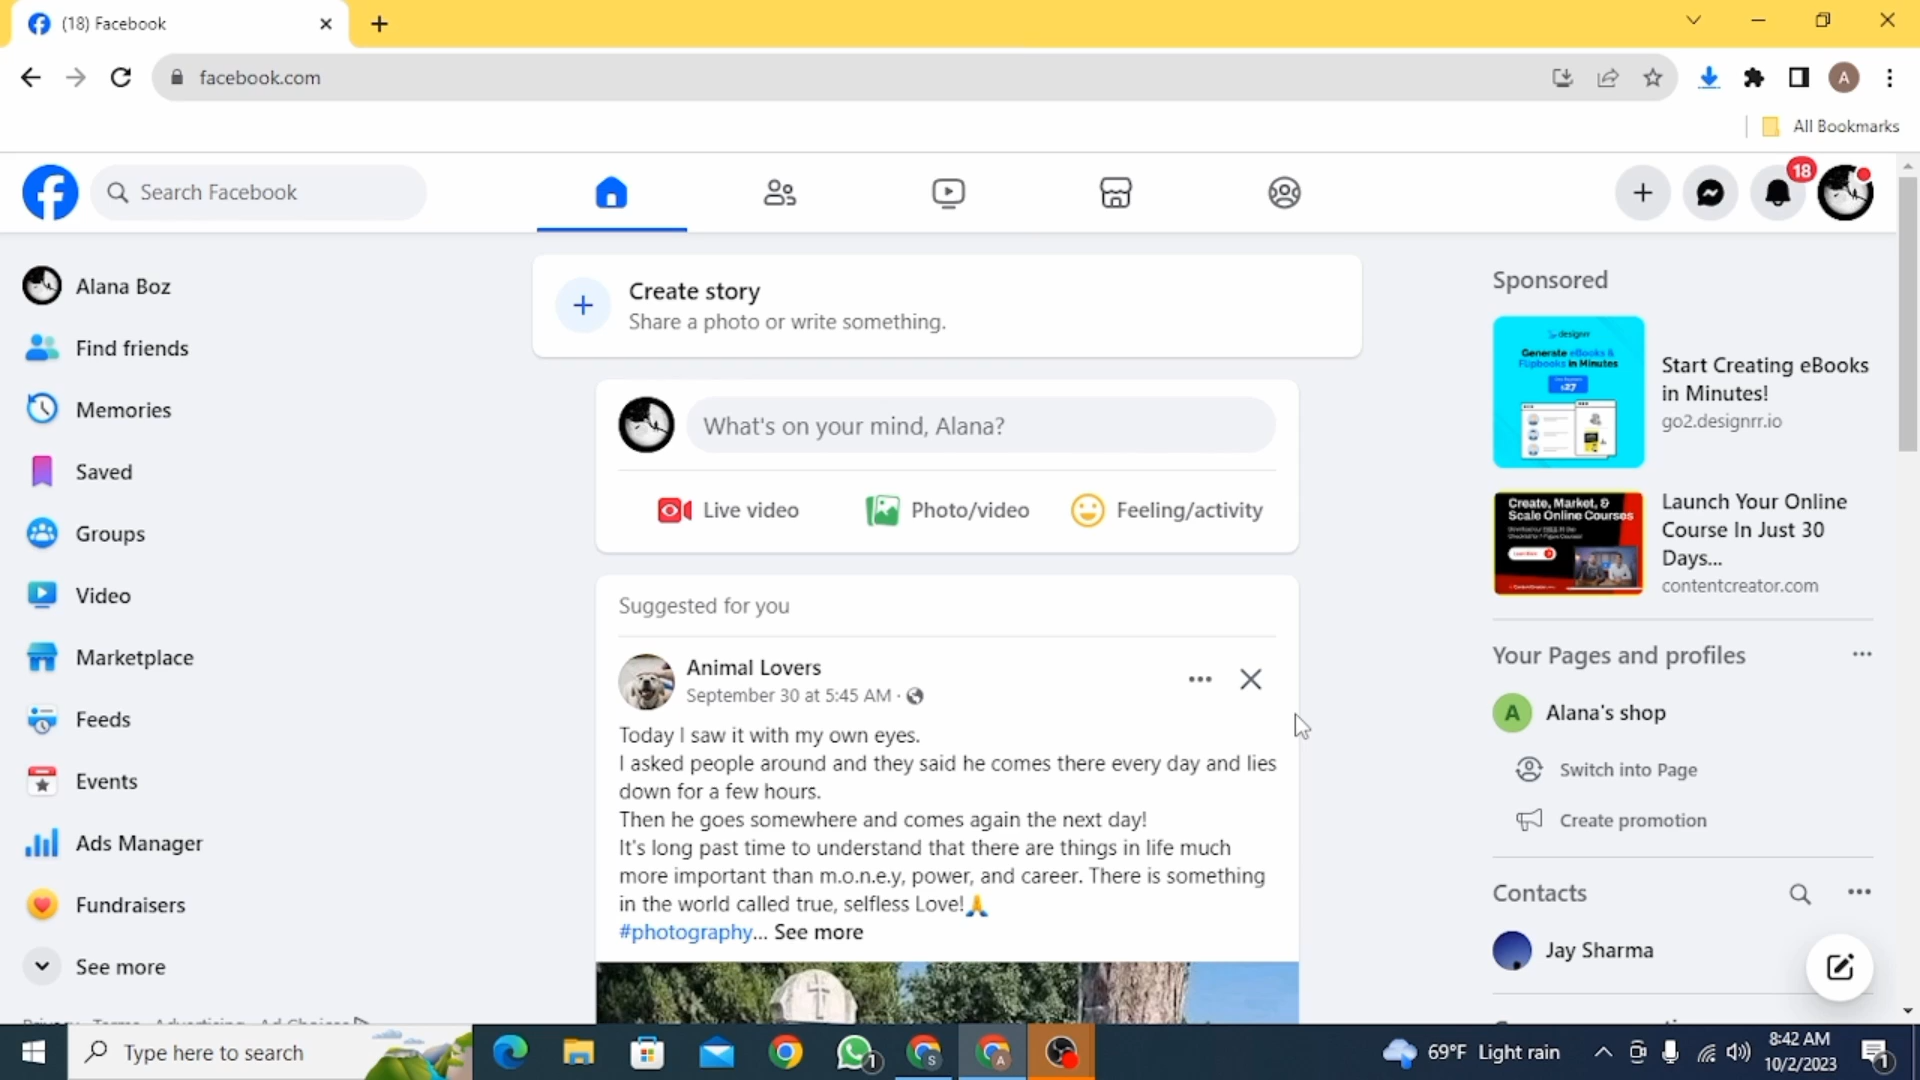 (18) Facebook
facebook.com
All Bookmarks
Search Facebook
18
Alana Boz
Find friends
Memories
Saved
Groups
Video
Marketplace
Feeds
Events
Ads Manager
Fundraisers
See more
Create story
Share a photo or write something.
What's on your mind, Alana?
Live video
Photo/video
Feeling/activity
Suggested for you
Animal Lovers
September 30 at 5:45 AM ·
Today I saw it with my own eyes.
I asked people around and they said he comes there every day and lies
down for a few hours.
Then he goes somewhere and comes again the next day!
It's long past time to understand that there are things in life much
more important than m.o.n.e.y, power, and career. There is something
in the world called true, selfless Love!🙏
#photography... See more
Sponsored
designrr
Generate eBooks &
Flipbooks in Minutes
$27
Start Creating eBooks
in Minutes!
go2.designrr.io
Create, Market, &
Scale Online Courses
Launch Your Online
Course In Just 30
Days...
contentcreator.com
Your Pages and profiles
A
Alana's shop
Switch into Page
Create promotion
Contacts
Jay Sharma
Type here to search
1
S
A
69°F Light rain
8:42 AM
10/2/2023
1